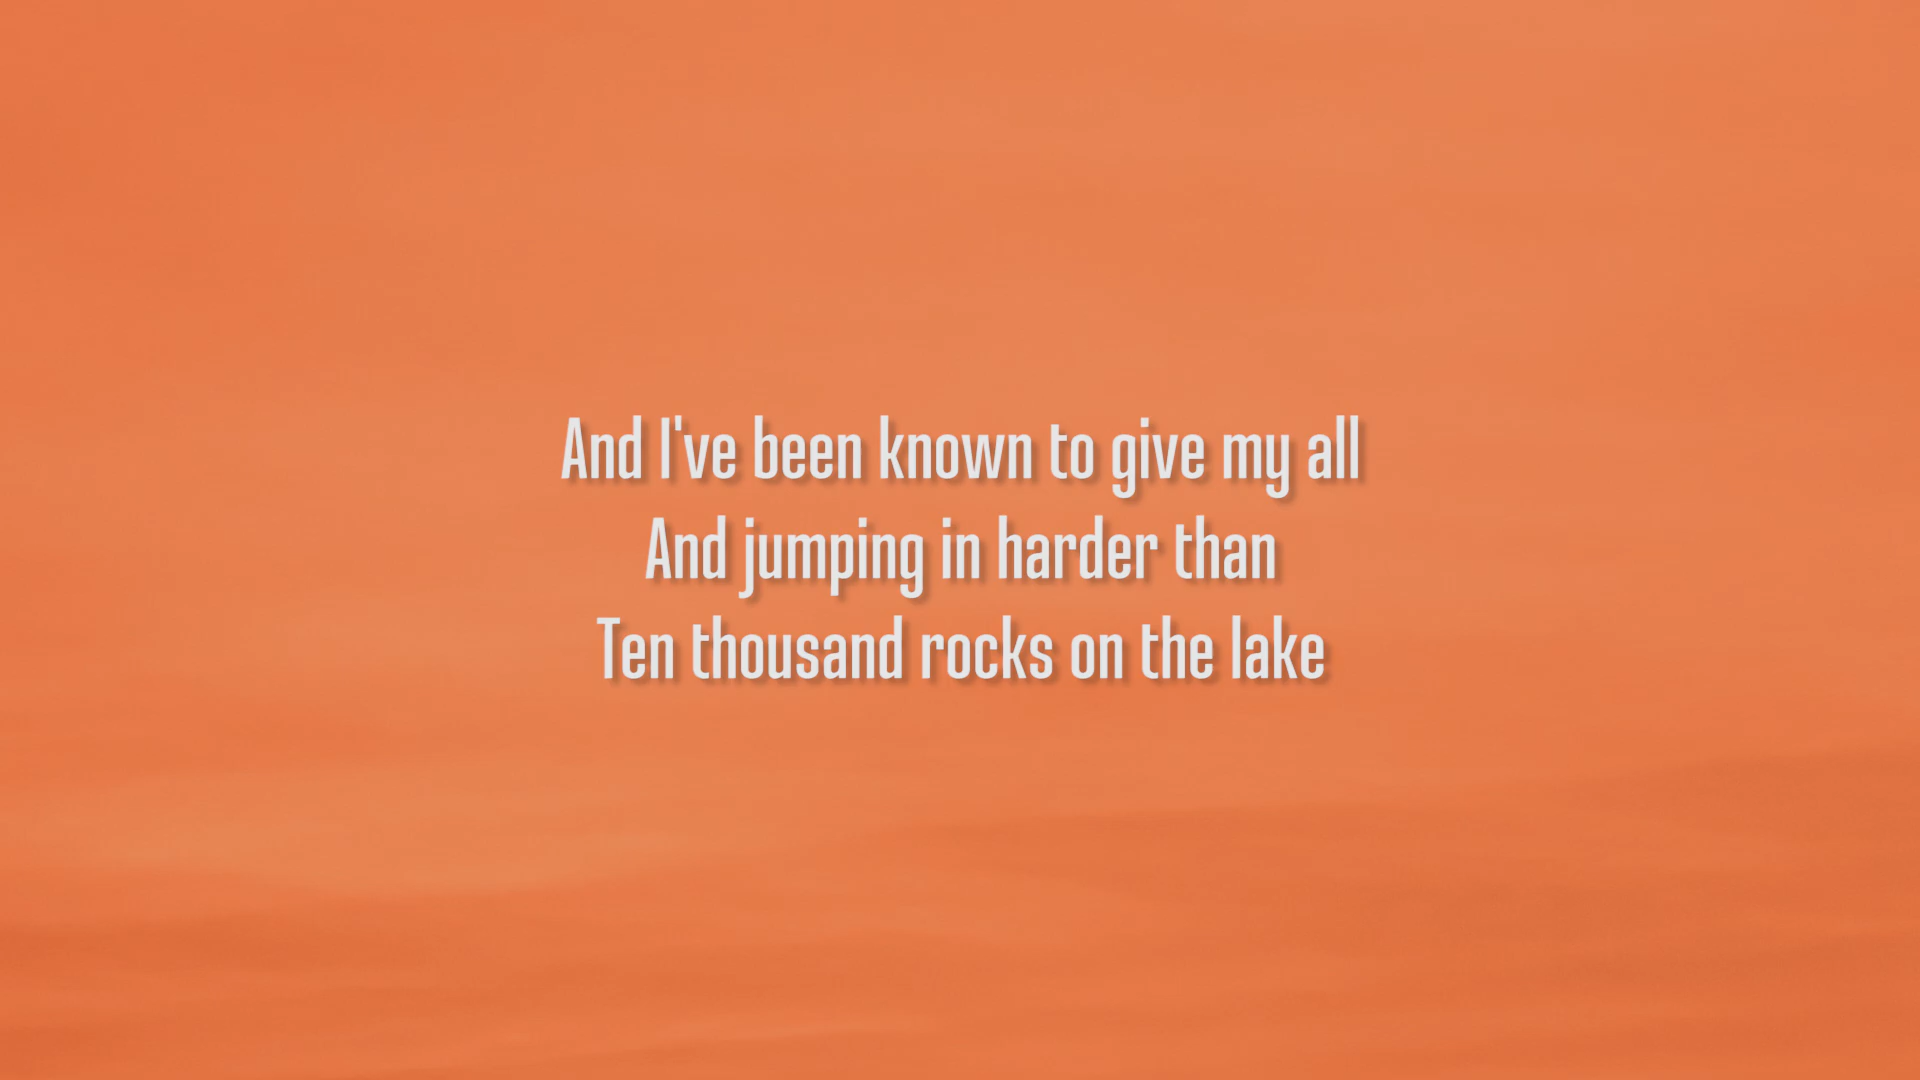 And I've been known to give my all
And jumping in harder than
Ten thousand rocks on the lake